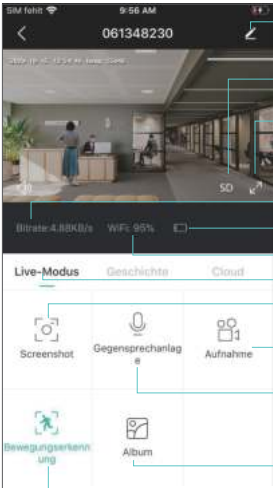 SIM fehlt 9:56 AM
061348230
SD
Bitrate:4.88KB/s WiFi: 95%
Live-Modus Geschichte Cloud
Screenshot
Gegensprechanlag
e
Aufnahme
Bewegungserkenn
ung
Album